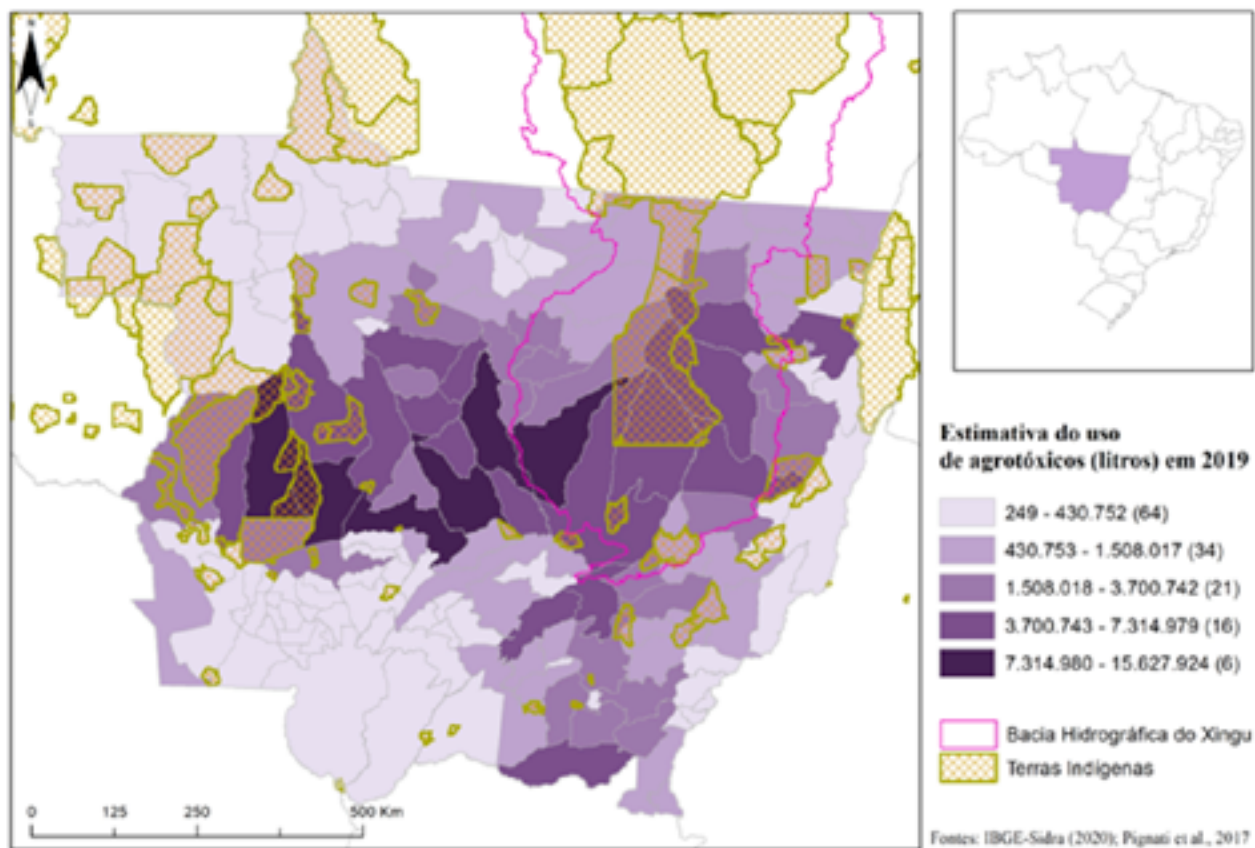 N
0 125 250 500 Km
Estimativa do uso
de agrotóxicos (litros) em 2019
249 - 430.752 (64)
430.753 - 1.508.017 (34)
1.508.018 - 3.700.742 (21)
3.700.743 - 7.314.979 (16)
7.314.980 - 15.627.924 (6)
Bacia Hidrográfica do Xingu
Terras Indígenas
Fontes: IBGE-Sidra (2020); Pignati et al., 2017